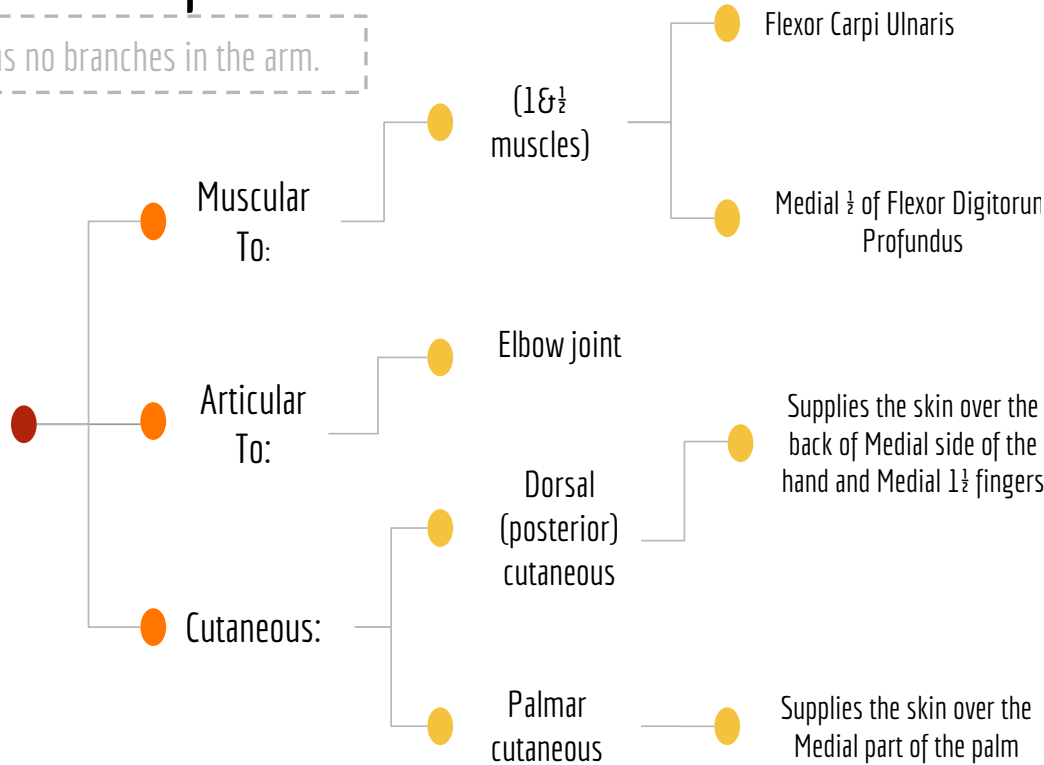 no branches in the arm.
Flexor Carpi Ulnaris
(1&½
muscles)
Muscular
To:
Medial ½ of Flexor Digitorum
Profundus
Elbow joint
Articular
To:
Supplies the skin over the
back of Medial side of the
hand and Medial 1½ fingers
Dorsal
(posterior)
cutaneous
Cutaneous:
Palmar
cutaneous
Supplies the skin over the
Medial part of the palm